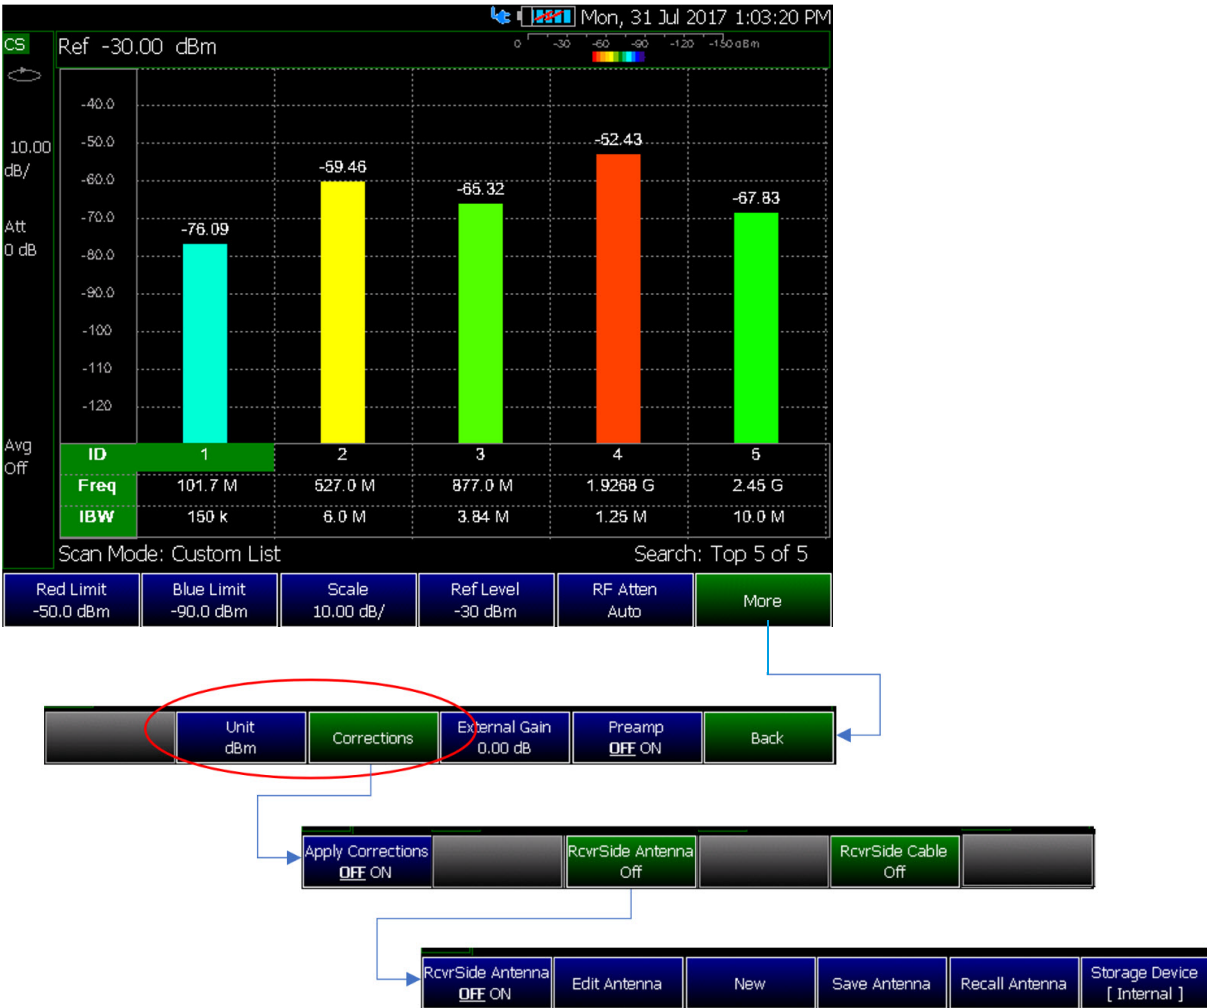 Mon, 31 Jul 2017 1:03:20 PM
CS
Ref -30.00 dBm
0 -30 -60 -90 -120 -150 dBm
10.00
dB/
Att
0 dB
Avg
Off
-40.0
-50.0
-60.0
-70.0
-80.0
-90.0
-100
-110
-120
-76.09
-59.46
-65.32
-52.43
-67.83
ID 1 2 3 4 5
Freq 101.7 M 527.0 M 877.0 M 1.9268 G 2.45 G
IBW 150 k 6.0 M 3.84 M 1.25 M 10.0 M
Scan Mode: Custom List Search: Top 5 of 5
Red Limit Blue Limit Scale Ref Level RF Atten More
-50.0 dBm -90.0 dBm 10.00 dB/ -30 dBm Auto
Unit Corrections External Gain Preamp Back
dBm 0.00 dB OFF ON
Apply Corrections RcvrSide Antenna RcvrSide Cable
OFF ON Off Off
RcvrSide Antenna Edit Antenna New Save Antenna Recall Antenna Storage Device
OFF ON [ Internal ]